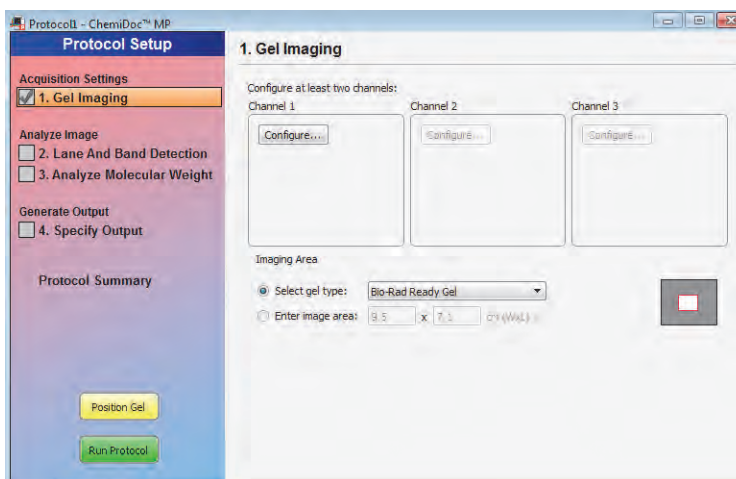 Protocol1 - ChemiDoc™ MP
Protocol Setup
Acquisition Settings
1. Gel Imaging
Analyze Image
2. Lane And Band Detection
3. Analyze Molecular Weight
Generate Output
4. Specify Output
Protocol Summary
Position Gel
Run Protocol
1. Gel Imaging
Configure at least two channels:
Channel 1 Channel 2 Channel 3
Configure... Configure... Configure...
Imaging Area
Select gel type: Bio-Rad Ready Gel
Enter image area: 9.5 x 7.1 cm (WxL)